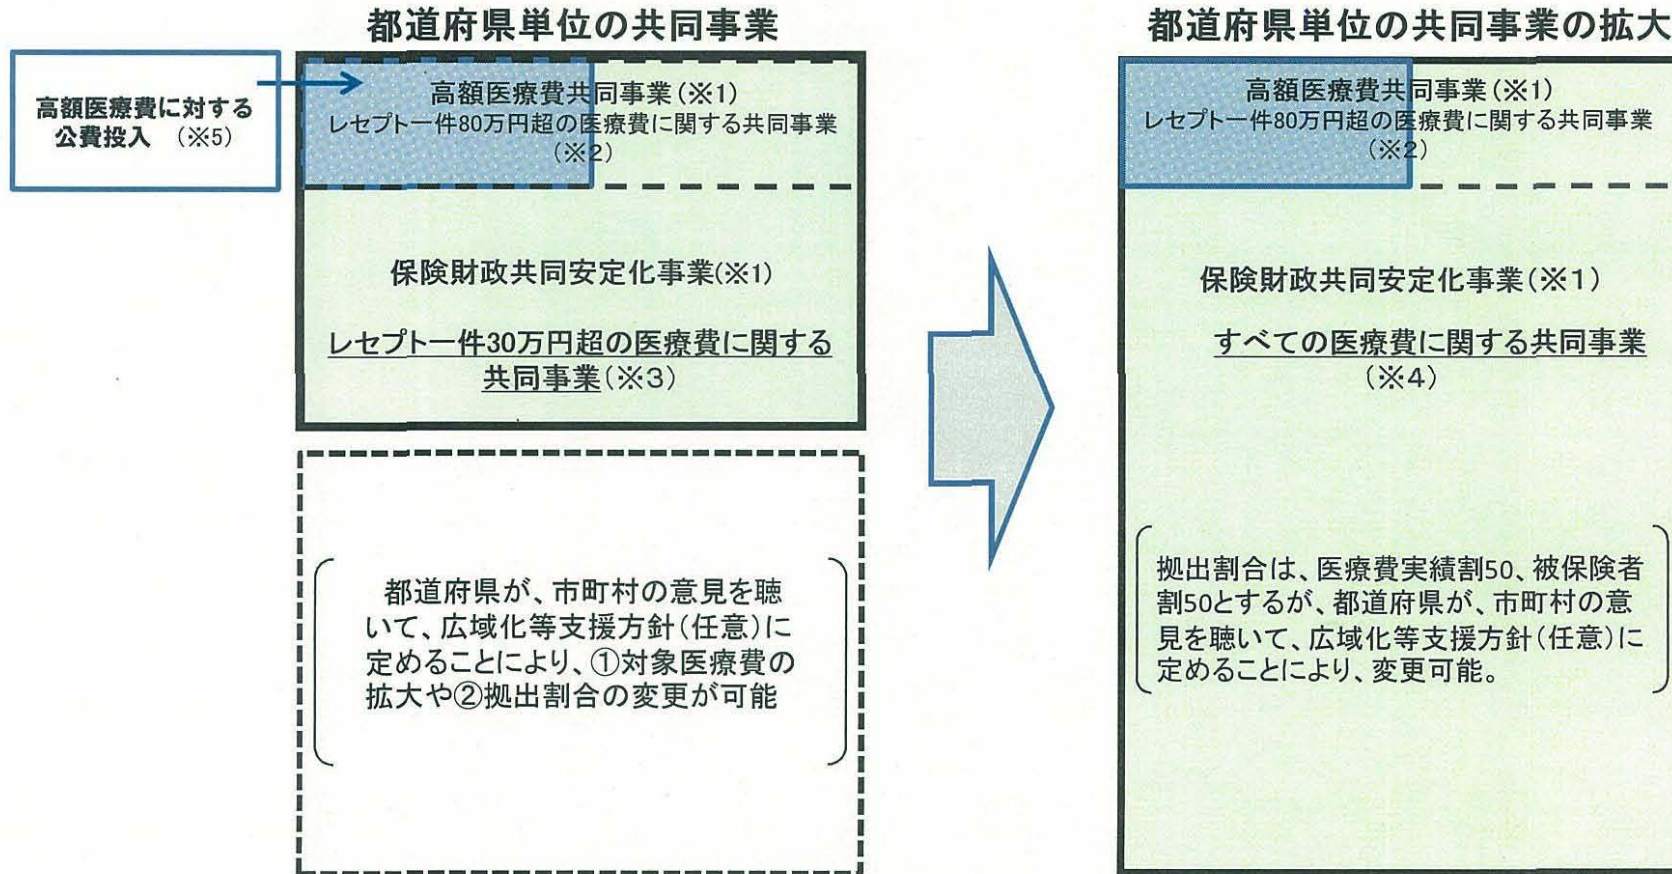 都道府県単位の共同事業
高額医療費に対する
公費投入 (※5)
高額医療費共同事業(※1)
レセプト一件80万円超の医療費に関する共同事業
(※2)
保険財政共同安定化事業(※1)
レセプト一件30万円超の医療費に関する
共同事業(※3)
都道府県が、市町村の意見を聴
いて、広域化等支援方針(任意)に
定めることにより、①対象医療費の
拡大や②拠出割合の変更が可能
都道府県単位の共同事業の拡大
高額医療費共同事業(※1)
レセプト一件80万円超の医療費に関する共同事業
(※2)
保険財政共同安定化事業(※1)
すべての医療費に関する共同事業
(※4)
拠出割合は、医療費実績割50、被保険者
割50とするが、都道府県が、市町村の意
見を聴いて、広域化等支援方針(任意)に
定めることにより、変更可能。